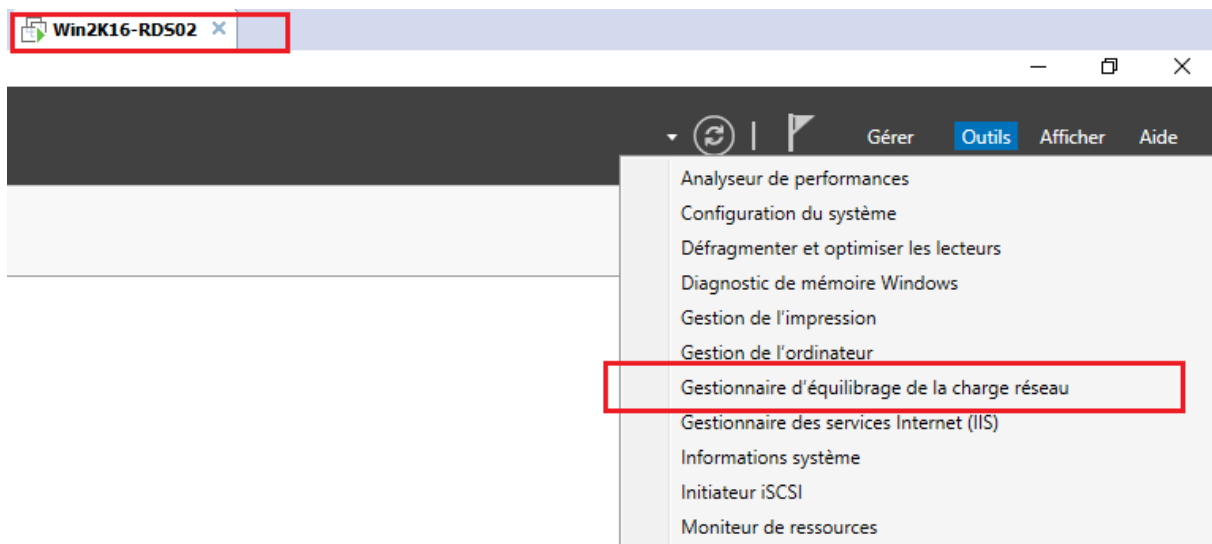 Win2K16-RDS02
Gérer Outils Afficher Aide
Analyseur de performances
Configuration du système
Défragmenter et optimiser les lecteurs
Diagnostic de mémoire Windows
Gestion de l'impression
Gestion de l'ordinateur
Gestionnaire d'équilibrage de la charge réseau
Gestionnaire des services Internet (IIS)
Informations système
Initiateur iSCSI
Moniteur de ressources